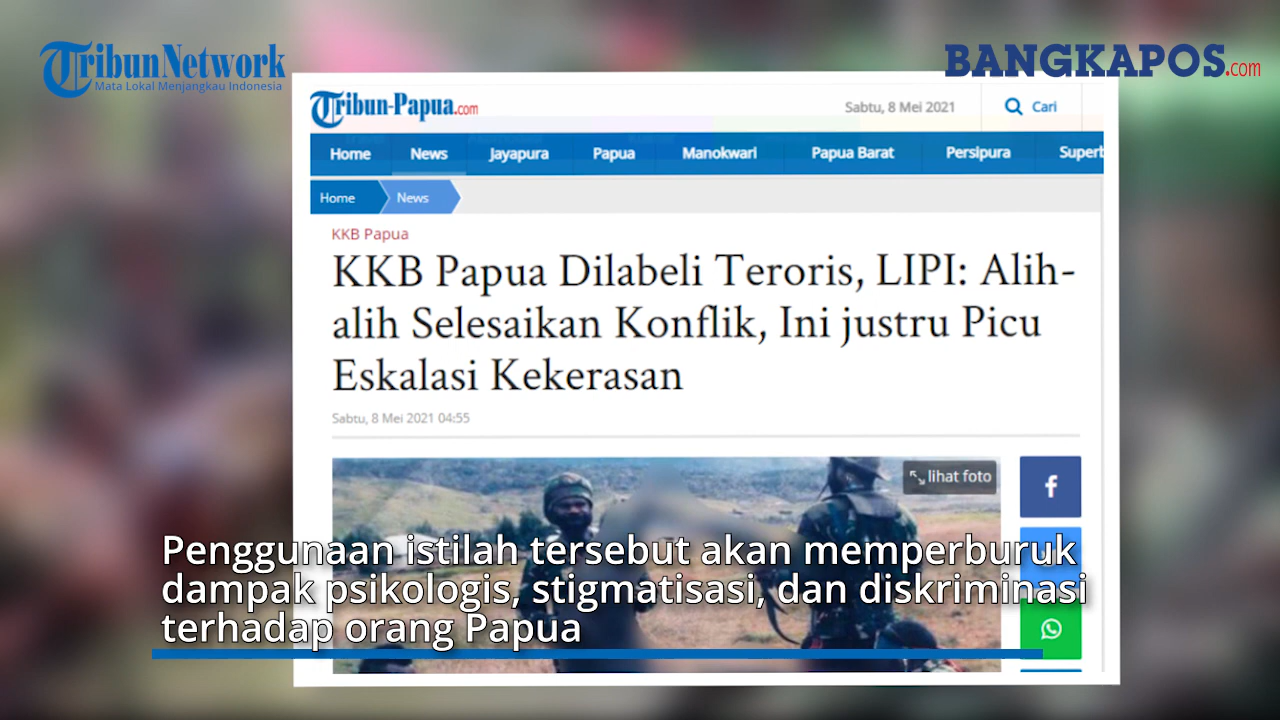 Tribun Network
Mata Lokal Menjangkau Indonesia
BANGKAPOS.com
Tribun-Papua.com
Sabtu, 8 Mei 2021
Cari
Home News Jayapura Papua Manokwari Papua Barat Persipura Superb
Home News
KKB Papua
KKB Papua Dilabeli Teroris, LIPI: Alih-
alih Selesaikan Konflik, Ini justru Picu
Eskalasi Kekerasan
Sabtu, 8 Mei 2021 04:55
lihat foto
f
Penggunaan istilah tersebut akan memperburuk
dampak psikologis, stigmatisasi, dan diskriminasi
terhadap orang Papua